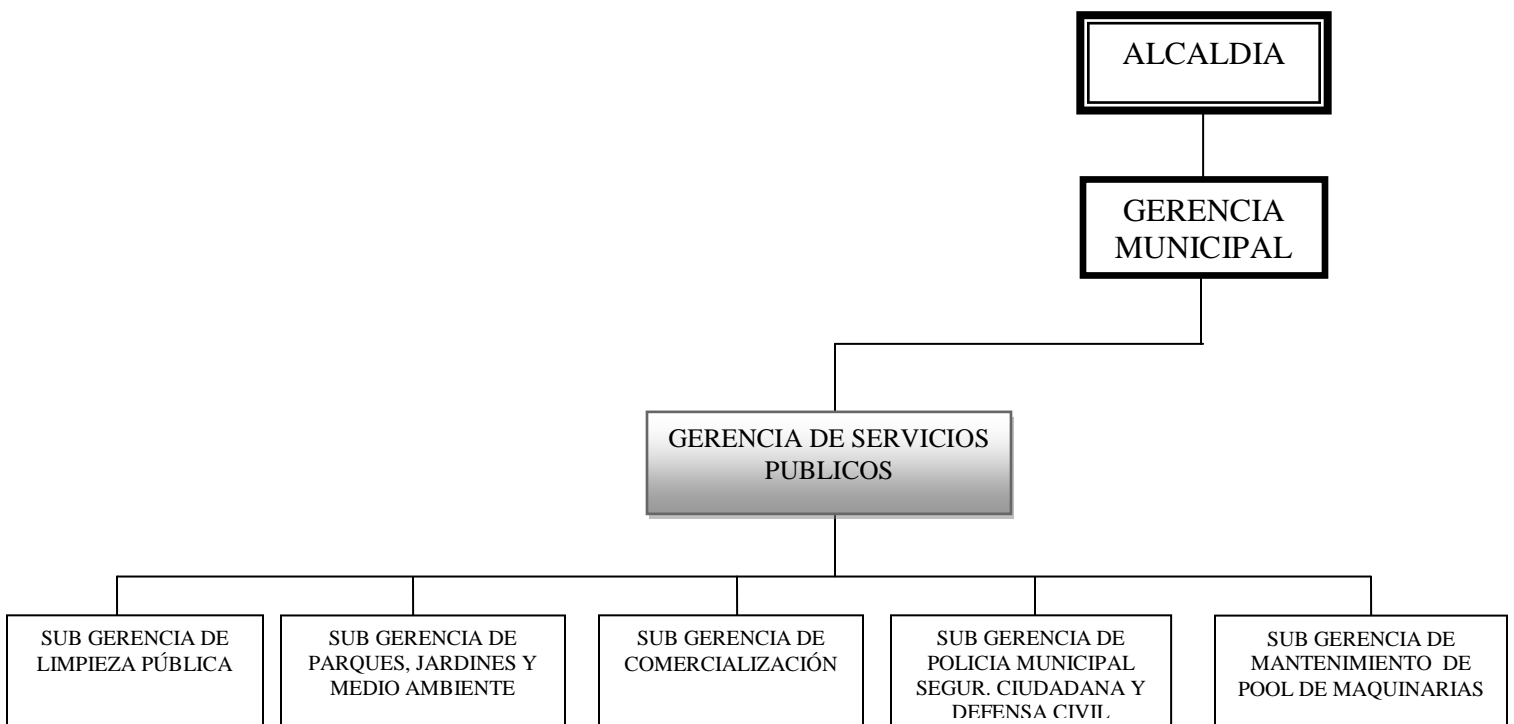 ALCALDIA
GERENCIA
MUNICIPAL
GERENCIA DE SERVICIOS
PUBLICOS
SUB GERENCIA DE
LIMPIEZA PÚBLICA
SUB GERENCIA DE
PARQUES, JARDINES Y
MEDIO AMBIENTE
SUB GERENCIA DE
COMERCIALIZACIÓN
SUB GERENCIA DE
POLICIA MUNICIPAL
SEGUR. CIUDADANA Y
DEFENSA CIVIL
SUB GERENCIA DE
MANTENIMIENTO DE
POOL DE MAQUINARIAS